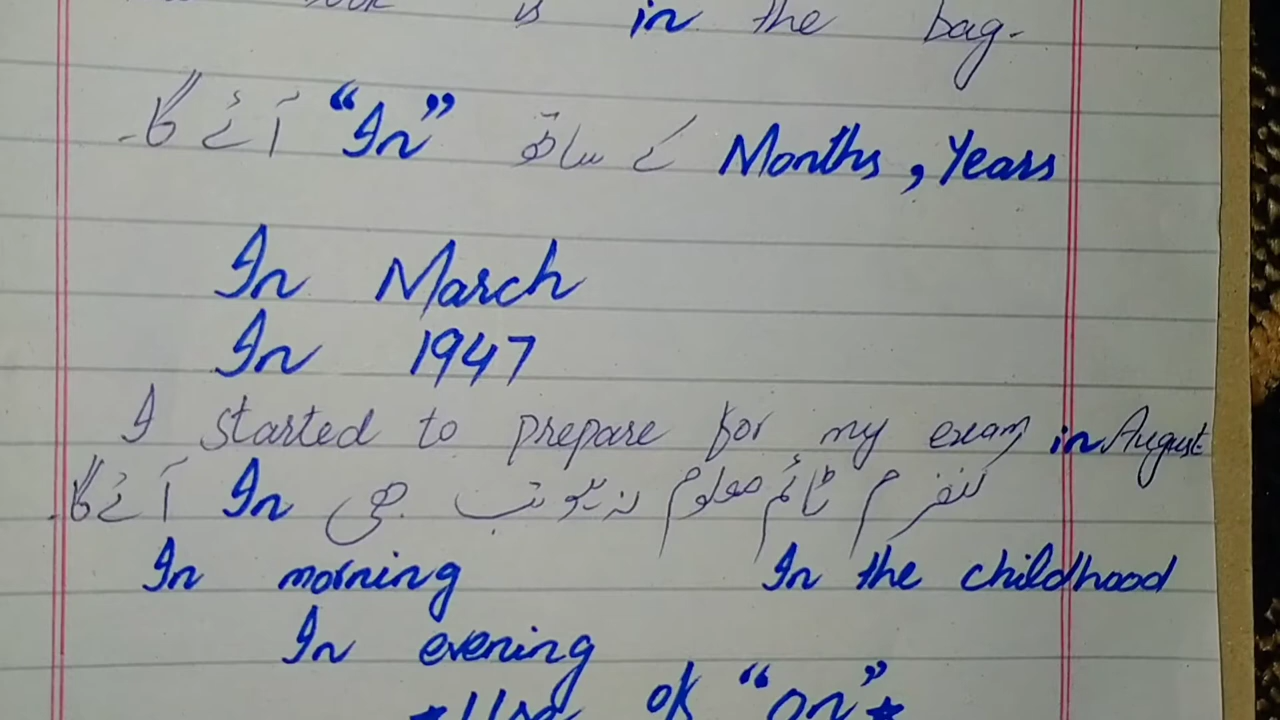 is in the bag.
Months, Years کے ساتھ "In" آئے گا۔
In March
In 1947
I started to prepare for my exam in August
کنفرم ٹائم معلوم نہ ہو تب بھی In آئے گا۔
In morning In the childhood
In evening
*Use of "on"*